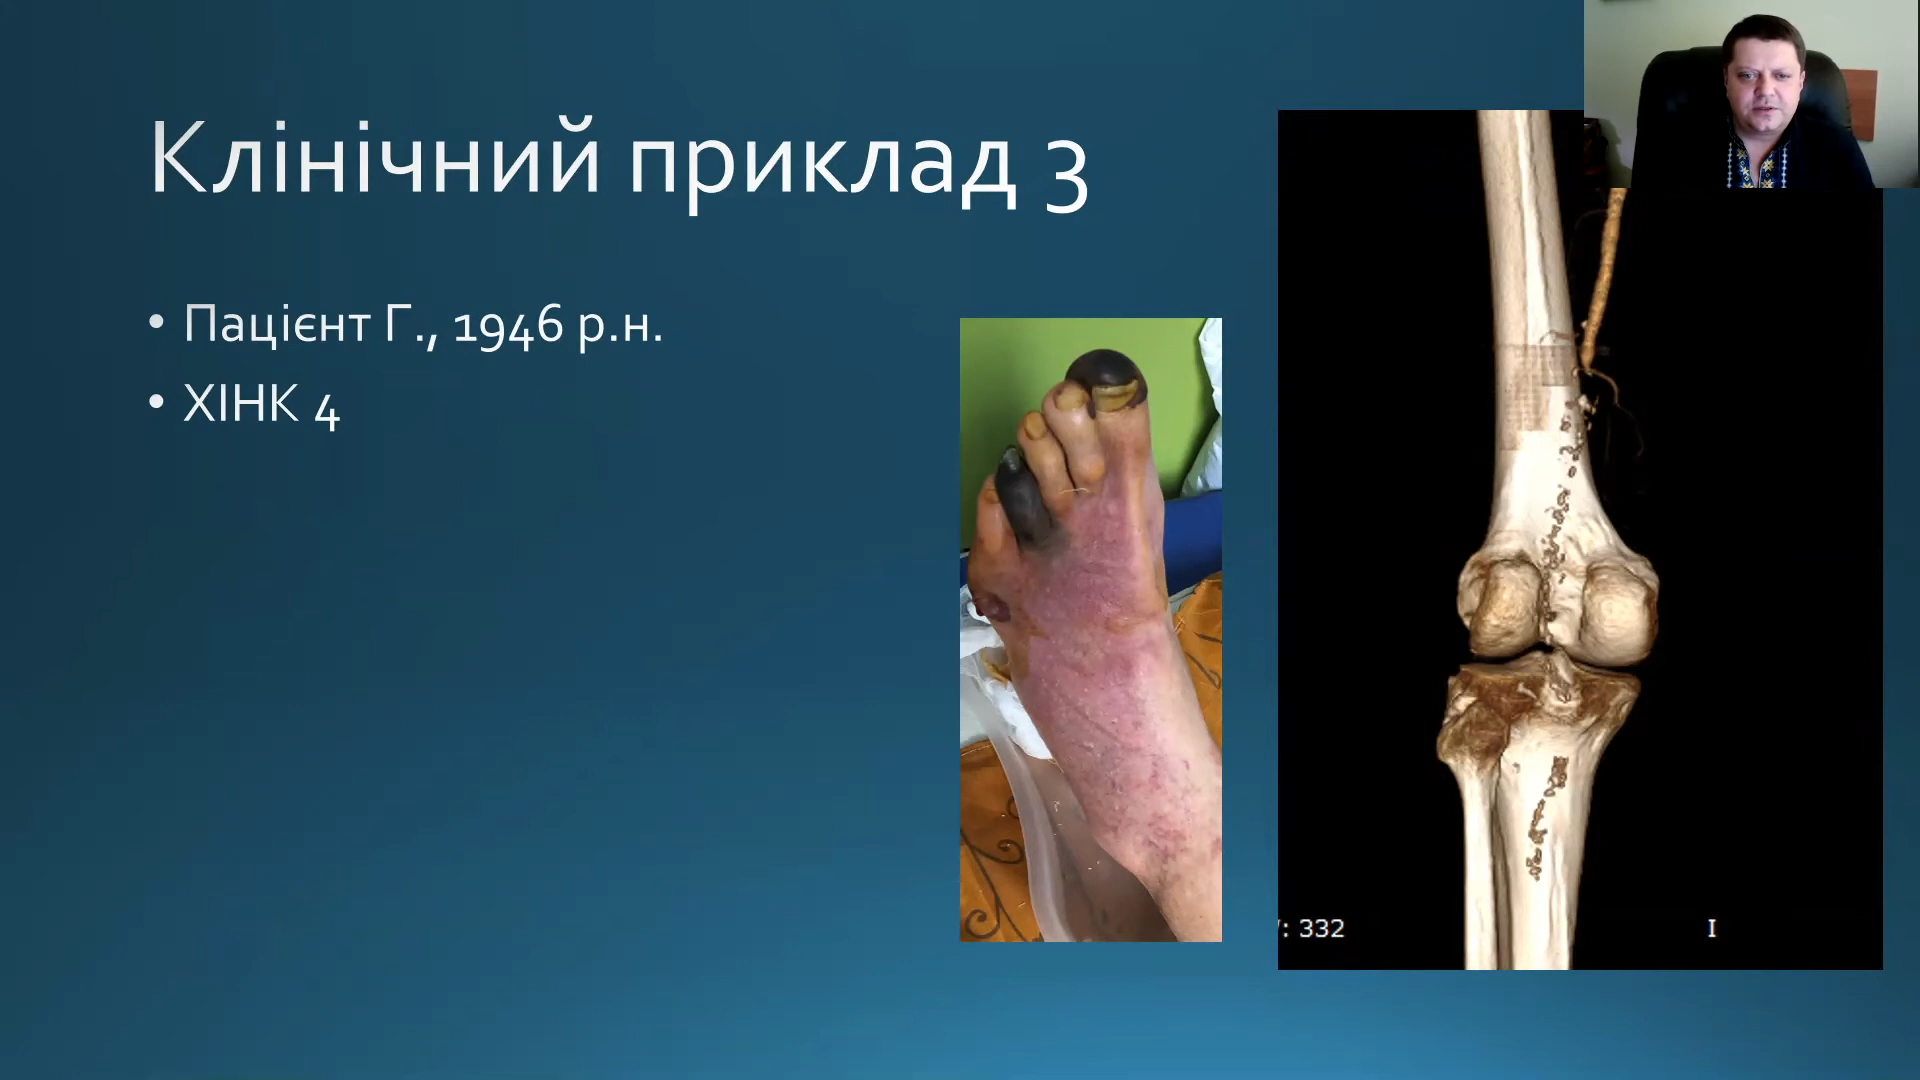 Клінічний приклад 3
• Пацієнт Г., 1946 р.н.
• ХІНК 4
: 332
I